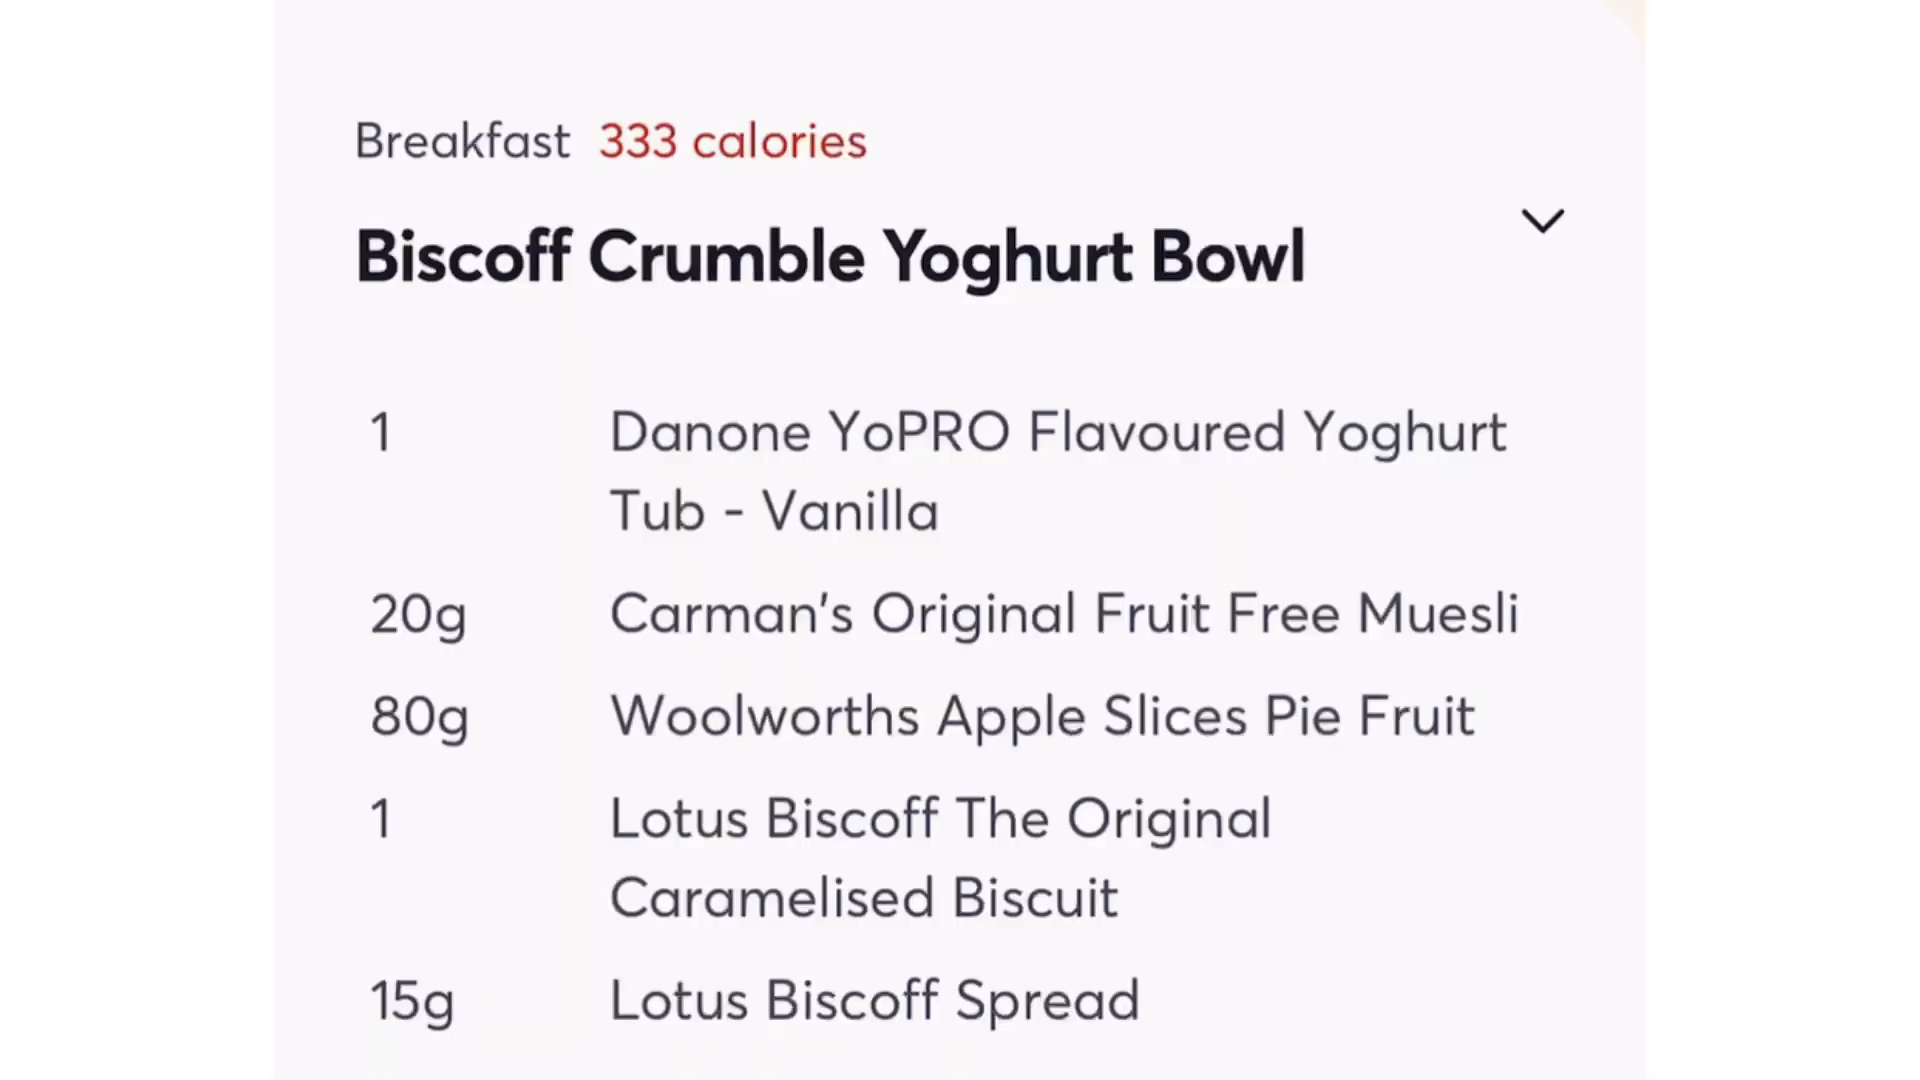 Breakfast 333 calories
Biscoff Crumble Yoghurt Bowl
1 Danone YoPRO Flavoured Yoghurt
Tub - Vanilla
20g Carman's Original Fruit Free Muesli
80g Woolworths Apple Slices Pie Fruit
1 Lotus Biscoff The Original
Caramelised Biscuit
15g Lotus Biscoff Spread